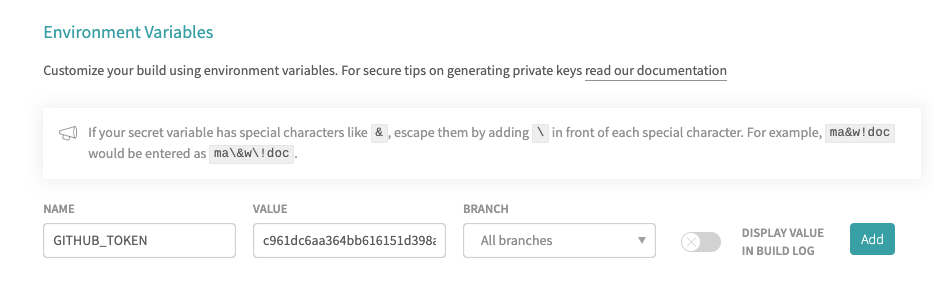 Environment Variables
Customize your build using environment variables. For secure tips on generating private keys read our documentation
If your secret variable has special characters like & , escape them by adding \ in front of each special character. For example, ma&w!doc
would be entered as ma\&w\!doc .
NAME VALUE BRANCH
GITHUB_TOKEN c961dc6aa364bb616151d398a All branches DISPLAY VALUE Add
IN BUILD LOG